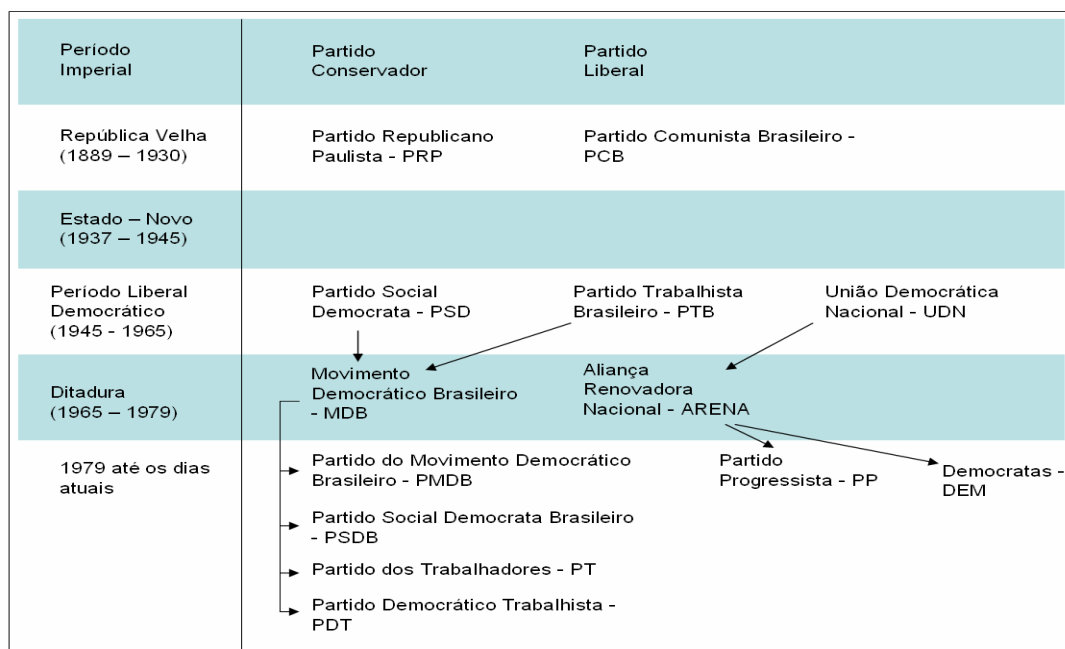 Período
Imperial
Partido
Conservador
Partido
Liberal
República Velha
(1889 – 1930)
Partido Republicano
Paulista - PRP
Partido Comunista Brasileiro -
PCB
Estado – Novo
(1937 – 1945)
Período Liberal
Democrático
(1945 - 1965)
Partido Social
Democrata - PSD
Partido Trabalhista
Brasileiro - PTB
União Democrática
Nacional - UDN
Ditadura
(1965 – 1979)
Movimento
Democrático Brasileiro
- MDB
Aliança
Renovadora
Nacional - ARENA
1979 até os dias
atuais
Partido do Movimento Democrático
Brasileiro - PMDB
Partido
Progressista - PP
Democratas -
DEM
Partido Social Democrata Brasileiro
- PSDB
Partido dos Trabalhadores - PT
Partido Democrático Trabalhista -
PDT